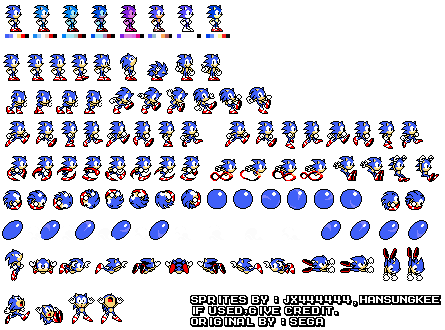 SPRITES BY : JX444444,HANSUNGKEE
IF USED.GIVE CREDIT.
ORIGINAL BY : SEGA